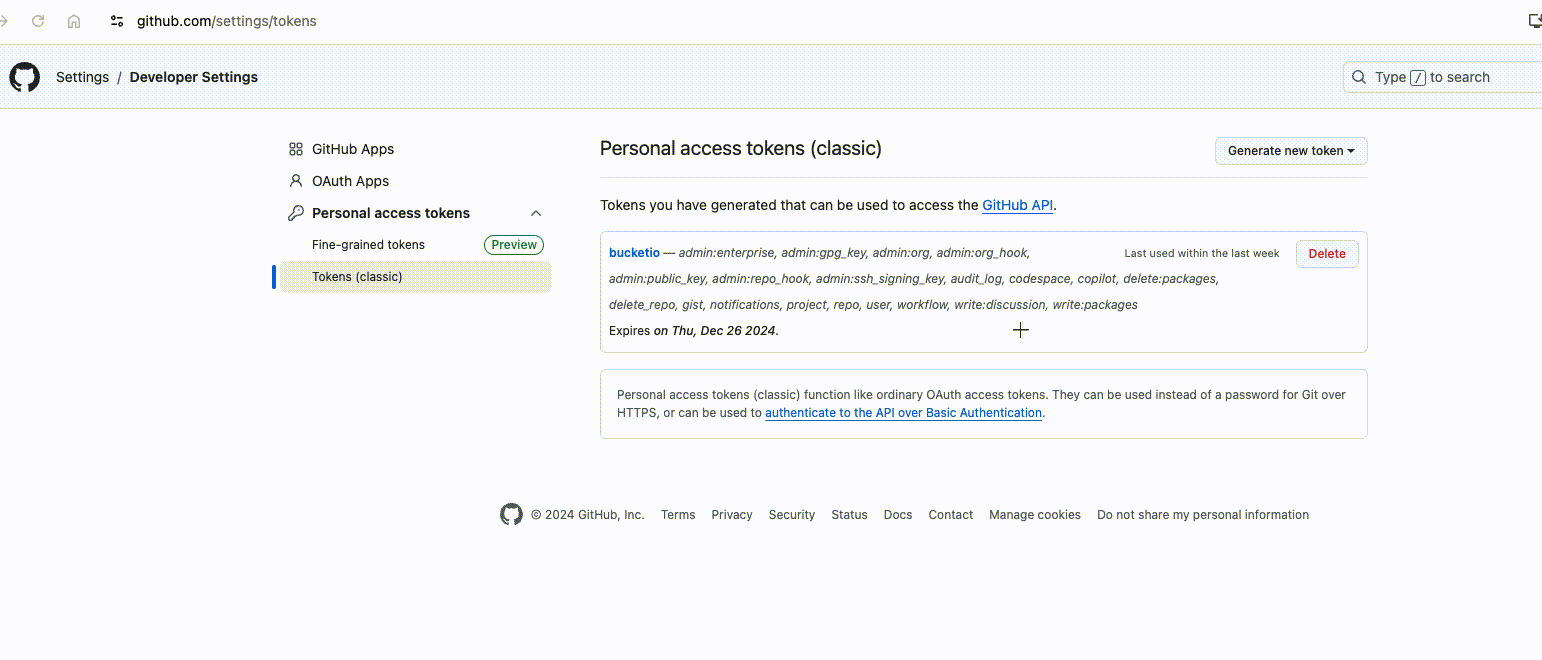 github.com/settings/tokens
Settings / Developer Settings
Type / to search
GitHub Apps
OAuth Apps
Personal access tokens
Fine-grained tokens Preview
Tokens (classic)
Personal access tokens (classic)
Generate new token
Tokens you have generated that can be used to access the GitHub API.
bucketio — admin:enterprise, admin:gpg_key, admin:org, admin:org_hook,
admin:public_key, admin:repo_hook, admin:ssh_signing_key, audit_log, codespace, copilot, delete:packages,
delete_repo, gist, notifications, project, repo, user, workflow, write:discussion, write:packages
Expires on Thu, Dec 26 2024.
Last used within the last week
Delete
Personal access tokens (classic) function like ordinary OAuth access tokens. They can be used instead of a password for Git over
HTTPS, or can be used to authenticate to the API over Basic Authentication.
© 2024 GitHub, Inc. Terms Privacy Security Status Docs Contact Manage cookies Do not share my personal information